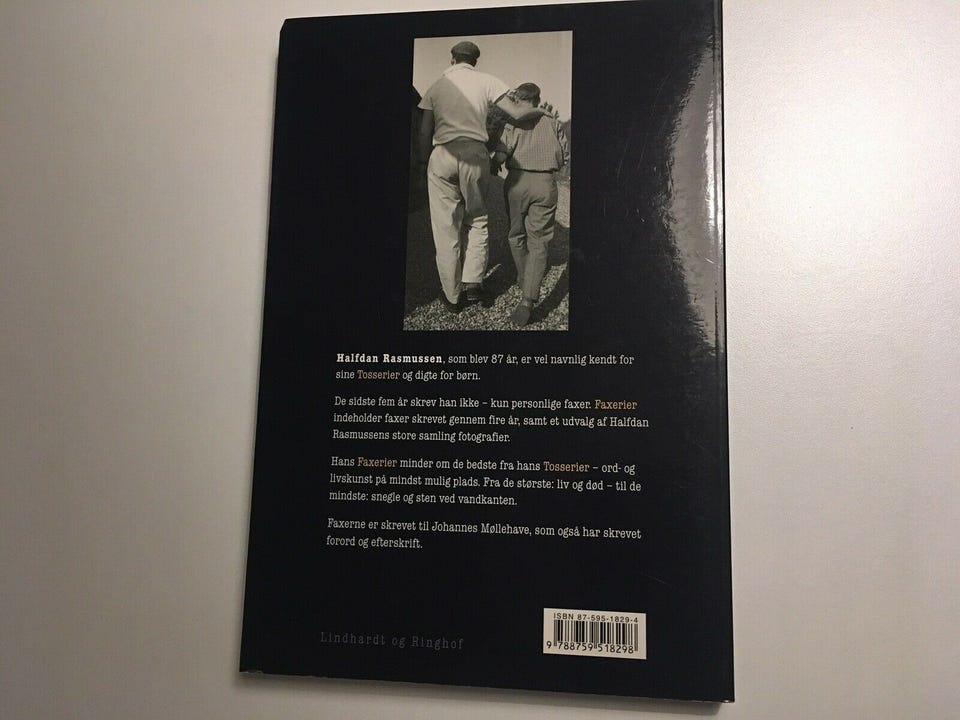 Halfdan Rasmussen, som blev 87 år, er vel navnlig kendt for
sine Tosserier og digte for børn.
De sidste fem år skrev han ikke – kun personlige faxer. Faxerier
indeholder faxer skrevet gennem fire år, samt et udvalg af Halfdan
Rasmussens store samling fotografier.
Hans Faxerier minder om de bedste fra hans Tosserier – ord- og
livskunst på mindst mulig plads. Fra de største: liv og død – til de
mindste: snegle og sten ved vandkanten.
Faxerne er skrevet til Johannes Møllehave, som også har skrevet
forord og efterskrift.
Lindhardt og Ringhof
ISBN 87-595-1829-4
9 788759 518298